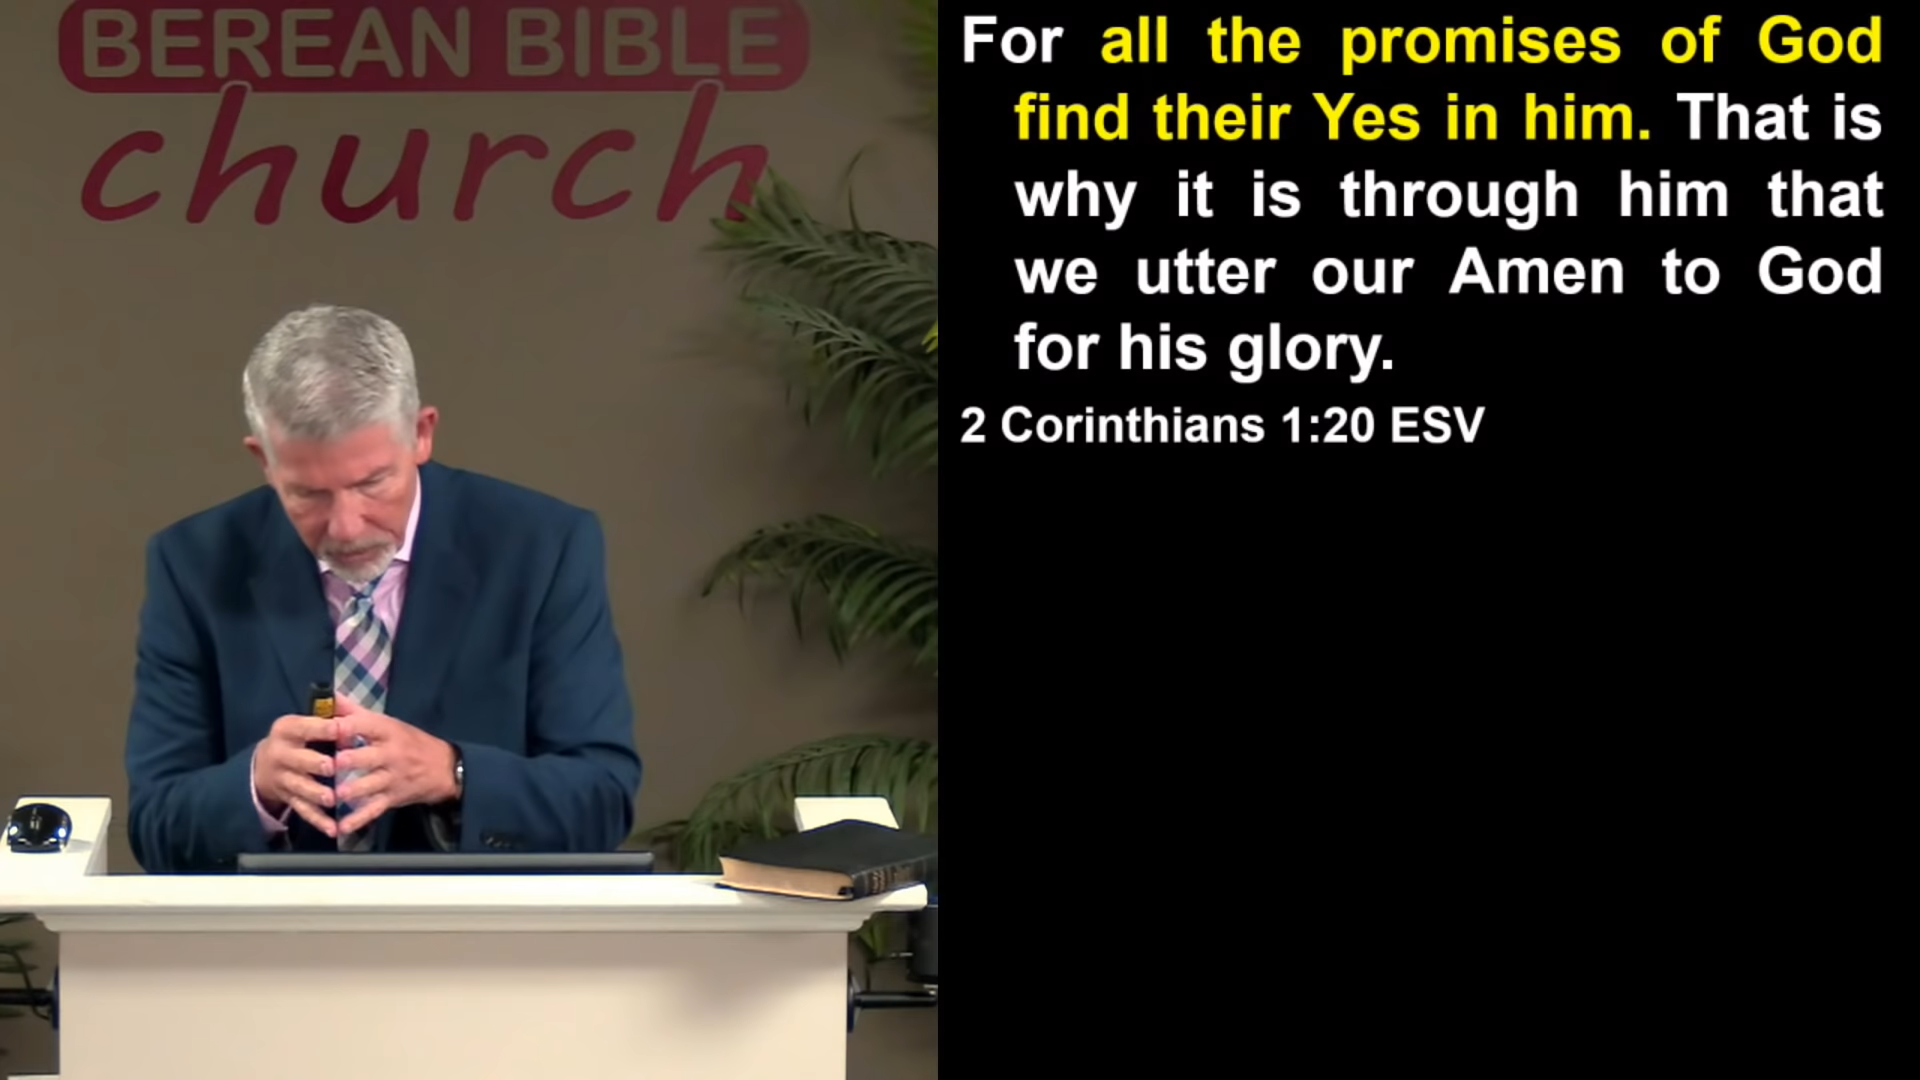 BEREAN BIBLE
church
For all the promises of God
find their Yes in him. That is
why it is through him that
we utter our Amen to God
for his glory.
2 Corinthians 1:20 ESV